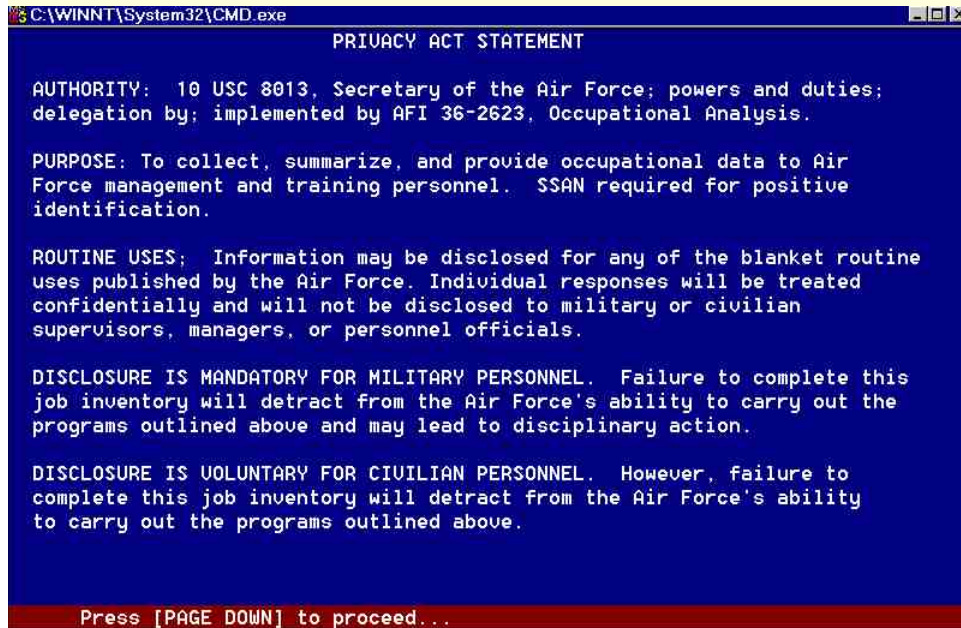 C:\WINNT\System32\CMD.exe
PRIVACY ACT STATEMENT
AUTHORITY:  10 USC 8013, Secretary of the Air Force; powers and duties;
delegation by; implemented by AFI 36-2623, Occupational Analysis.
PURPOSE: To collect, summarize, and provide occupational data to Air
Force management and training personnel.  SSAN required for positive
identification.
ROUTINE USES;  Information may be disclosed for any of the blanket routine
uses published by the Air Force. Individual responses will be treated
confidentially and will not be disclosed to military or civilian
supervisors, managers, or personnel officials.
DISCLOSURE IS MANDATORY FOR MILITARY PERSONNEL.  Failure to complete this
job inventory will detract from the Air Force's ability to carry out the
programs outlined above and may lead to disciplinary action.
DISCLOSURE IS VOLUNTARY FOR CIVILIAN PERSONNEL.  However, failure to
complete this job inventory will detract from the Air Force's ability
to carry out the programs outlined above.
Press [PAGE DOWN] to proceed...